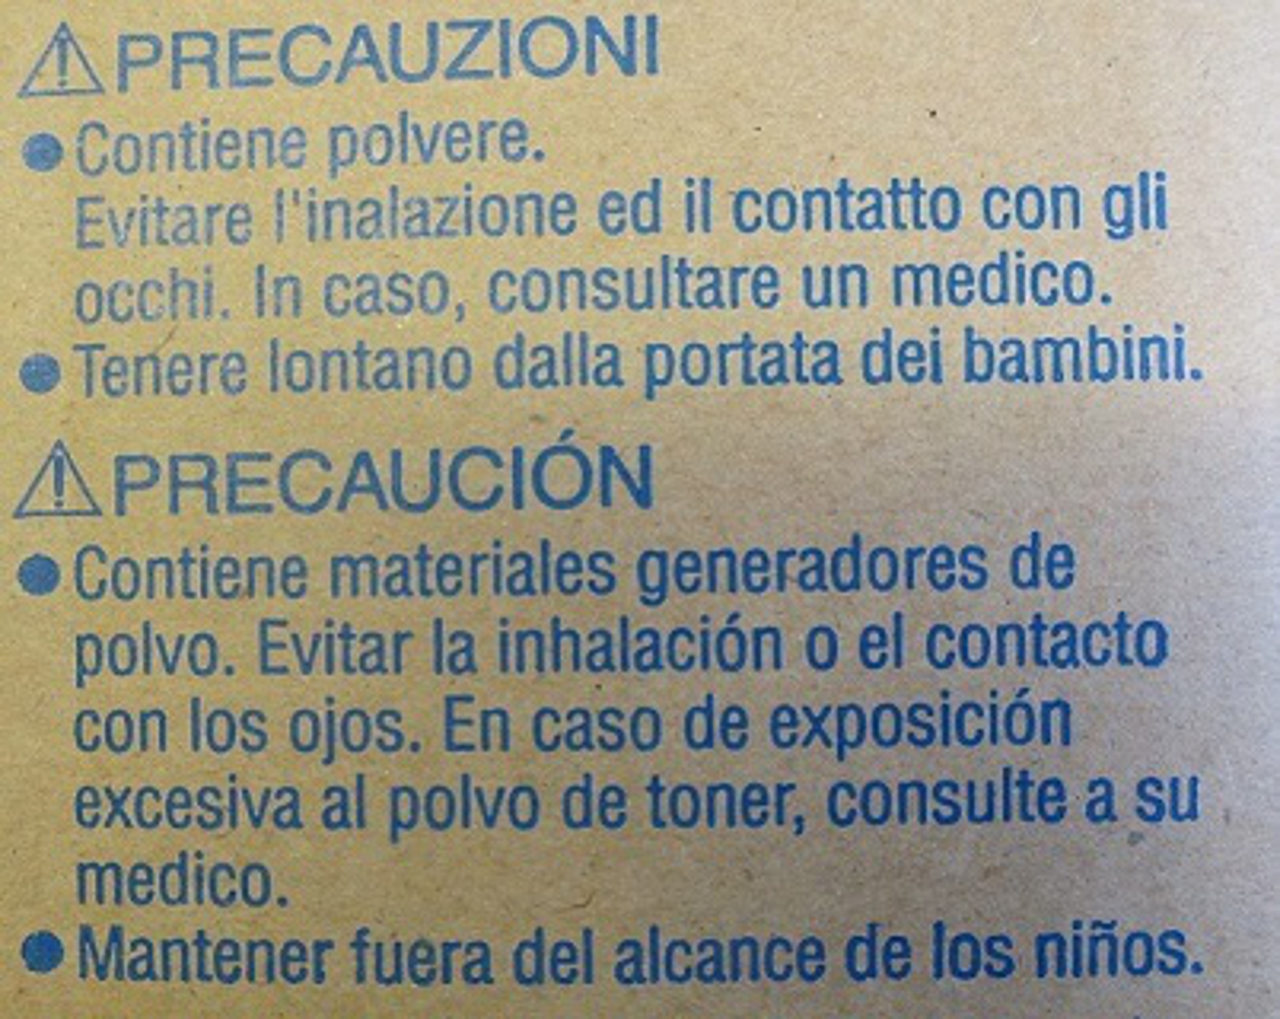 ⚠PRECAUZIONI
●Contiene polvere.
Evitare l'inalazione ed il contatto con gli
occhi. In caso, consultare un medico.
●Tenere lontano dalla portata dei bambini.
⚠PRECAUCIÓN
●Contiene materiales generadores de
polvo. Evitar la inhalación o el contacto
con los ojos. En caso de exposición
excesiva al polvo de toner, consulte a su
medico.
●Mantener fuera del alcance de los niños.